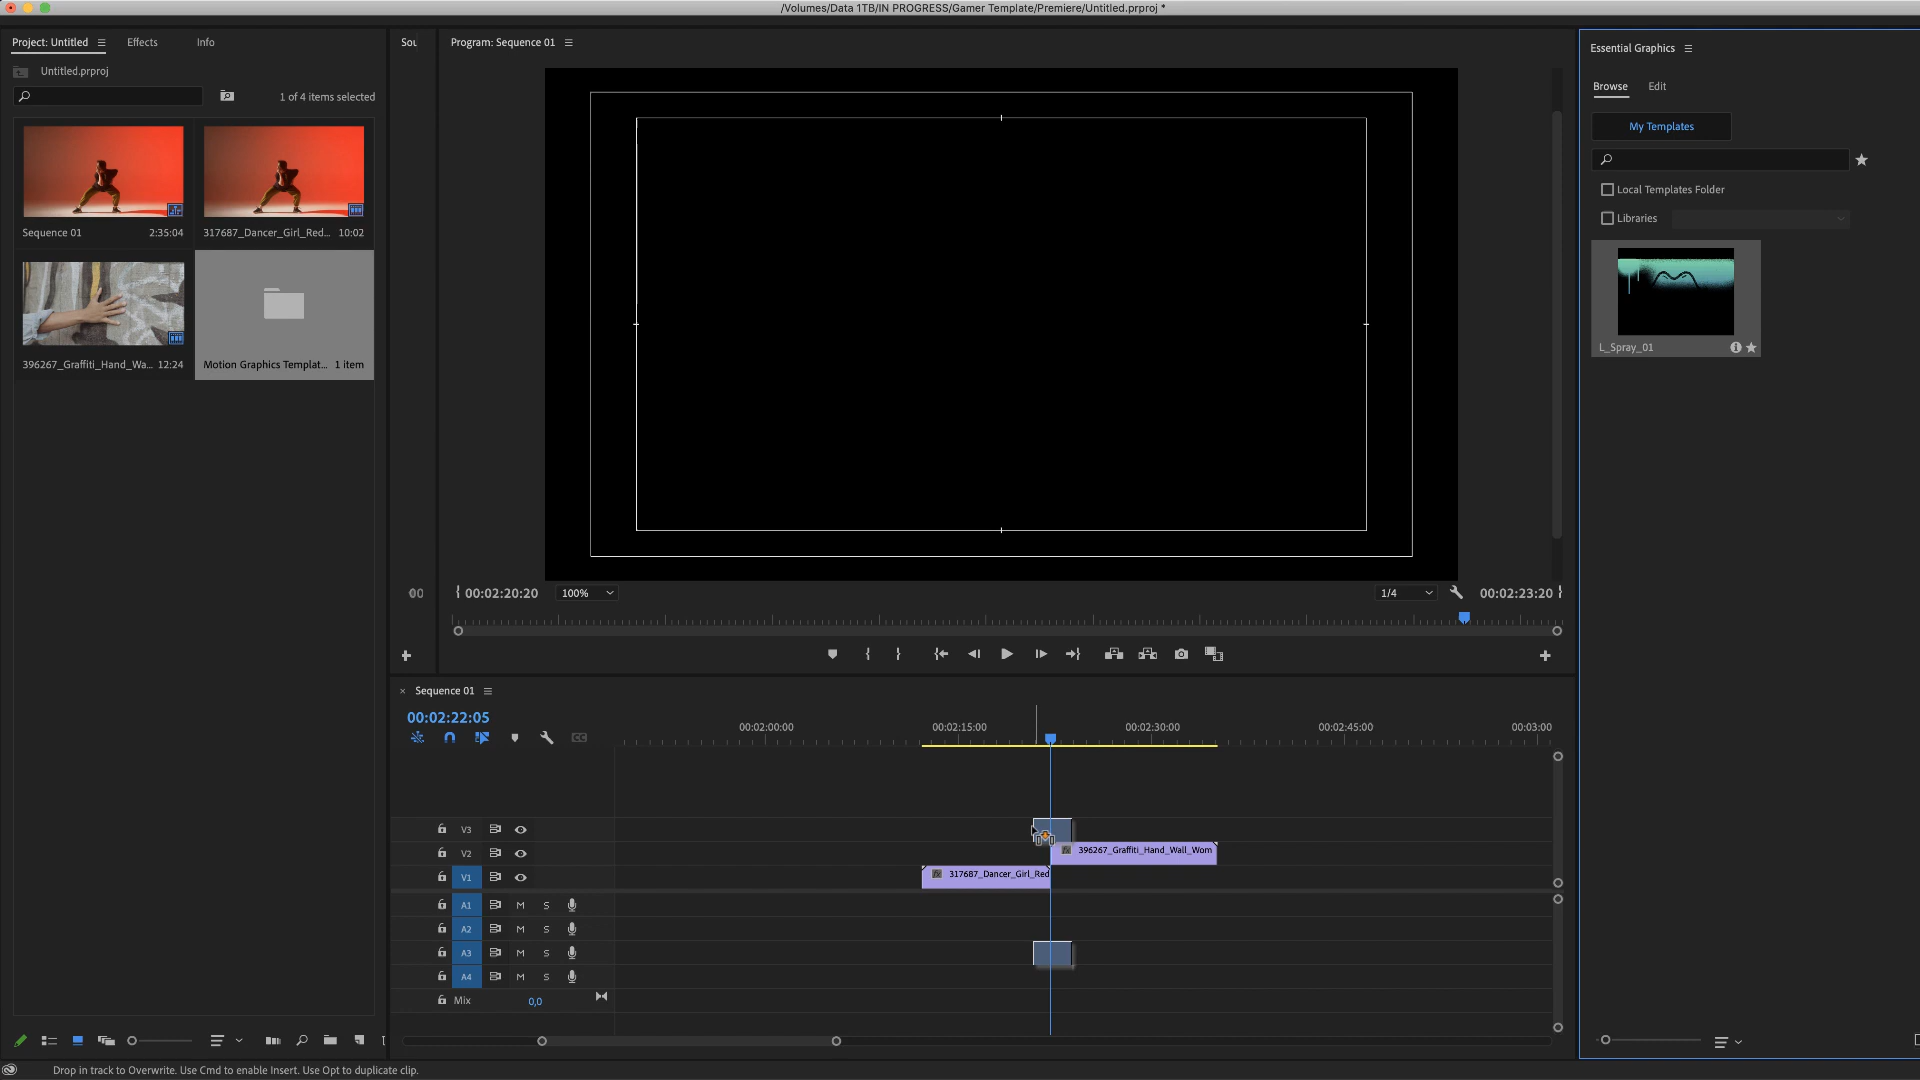 /Volumes/Data 1TB/IN PROGRESS/Gamer Template/Premiere/Untitled.prproj *
Project: Untitled
Effects
Info
Untitled.prproj
1 of 4 items selected
Sequence 01
2:35:04
317687_Dancer_Girl_Red...
10:02
396267_Graffiti_Hand_Wa...
12:24
Motion Graphics Templat...
1 item
Sou
Program: Sequence 01
00
00:02:20:20
100%
1/4
00:02:23:20
Essential Graphics
Browse
Edit
My Templates
Local Templates Folder
Libraries
L_Spray_01
Sequence 01
00:02:22:05
00:02:00:00
00:02:15:00
00:02:30:00
00:02:45:00
00:03:00
V3
V2
396267_Graffiti_Hand_Wall_Wom
V1
317687_Dancer_Girl_Red
A1 M S
A2 M S
A3 M S
A4 M S
Mix
0,0
Drop in track to Overwrite. Use Cmd to enable Insert. Use Opt to duplicate clip.